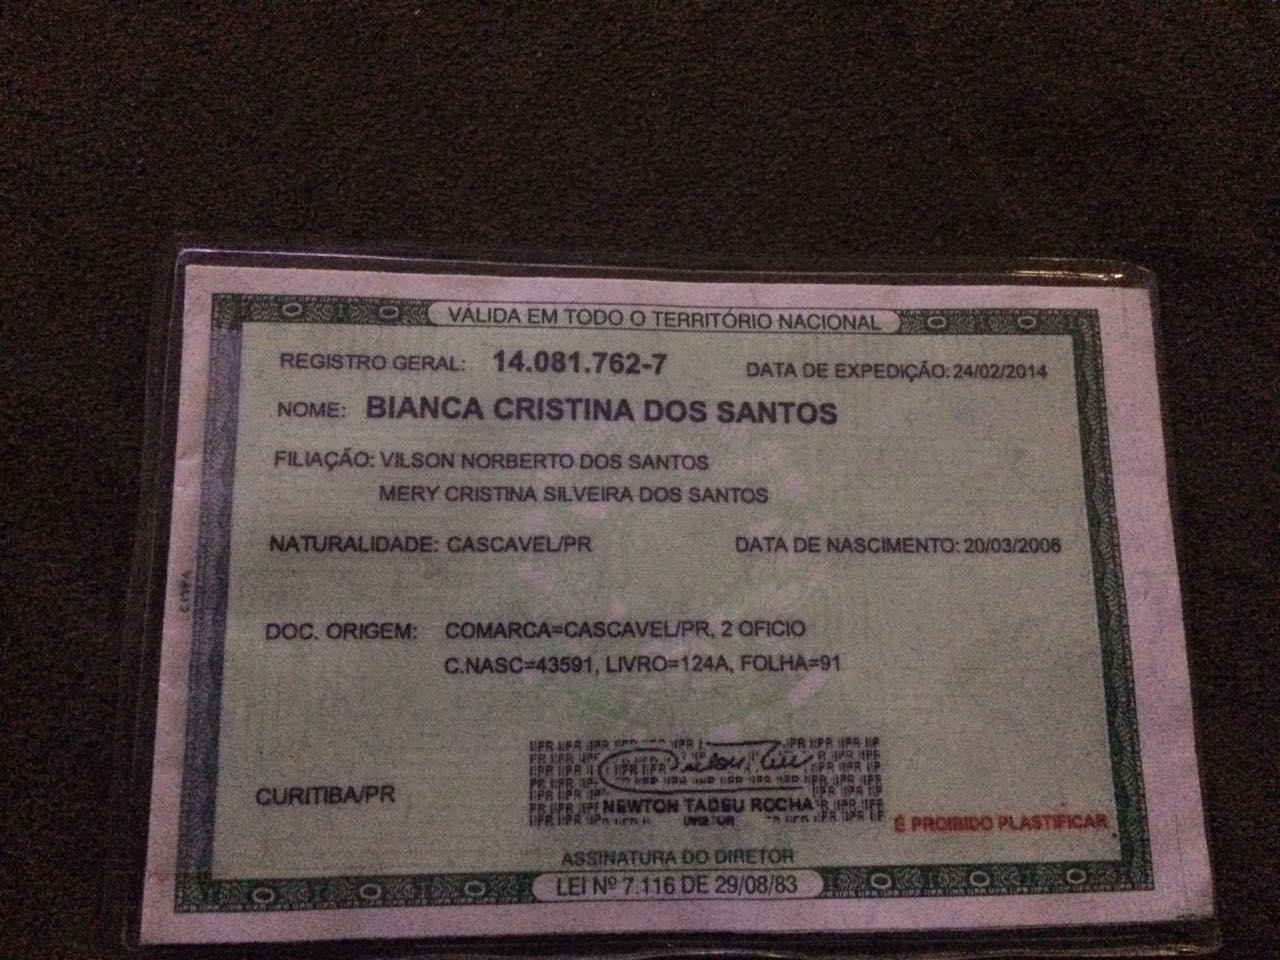 VÁLIDA EM TODO O TERRITÓRIO NACIONAL
REGISTRO GERAL: 14.081.762-7 DATA DE EXPEDIÇÃO: 24/02/2014
NOME: BIANCA CRISTINA DOS SANTOS
FILIAÇÃO: VILSON NORBERTO DOS SANTOS
MERY CRISTINA SILVEIRA DOS SANTOS
NATURALIDADE: CASCAVEL/PR DATA DE NASCIMENTO: 20/03/2006
DOC. ORIGEM: COMARCA=CASCAVEL/PR, 2 OFICIO
C.NASC=43591, LIVRO=124A, FOLHA=91
CURITIBA/PR
NEWTON TADEU ROCHA
DIRETOR
É PROIBIDO PLASTIFICAR
ASSINATURA DO DIRETOR
LEI Nº 7.116 DE 29/08/83